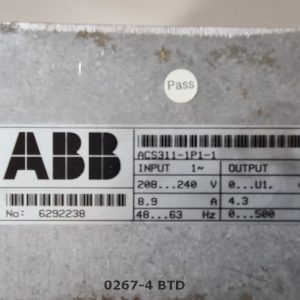 Pass
ABB
ACS311-1P1-1
INPUT 1~ OUTPUT
208...240 V 0...U1.
8.9 A 4.3
48...63 Hz 0...500
No: 6292238
0267-4 BTD